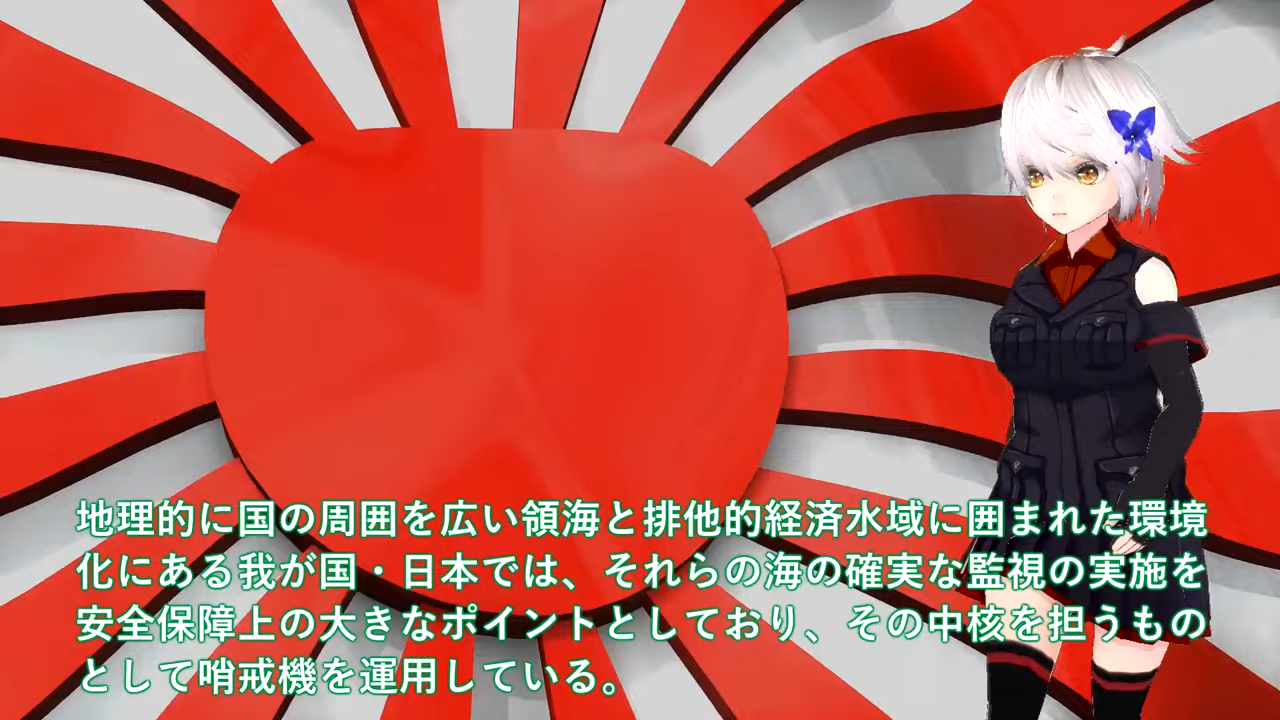 地理的に国の周囲を広い領海と排他的経済水域に囲まれた環境
化にある我が国・日本では、それらの海の確実な監視の実施を
安全保障上の大きなポイントとしており、その中核を担うもの
として哨戒機を運用している。